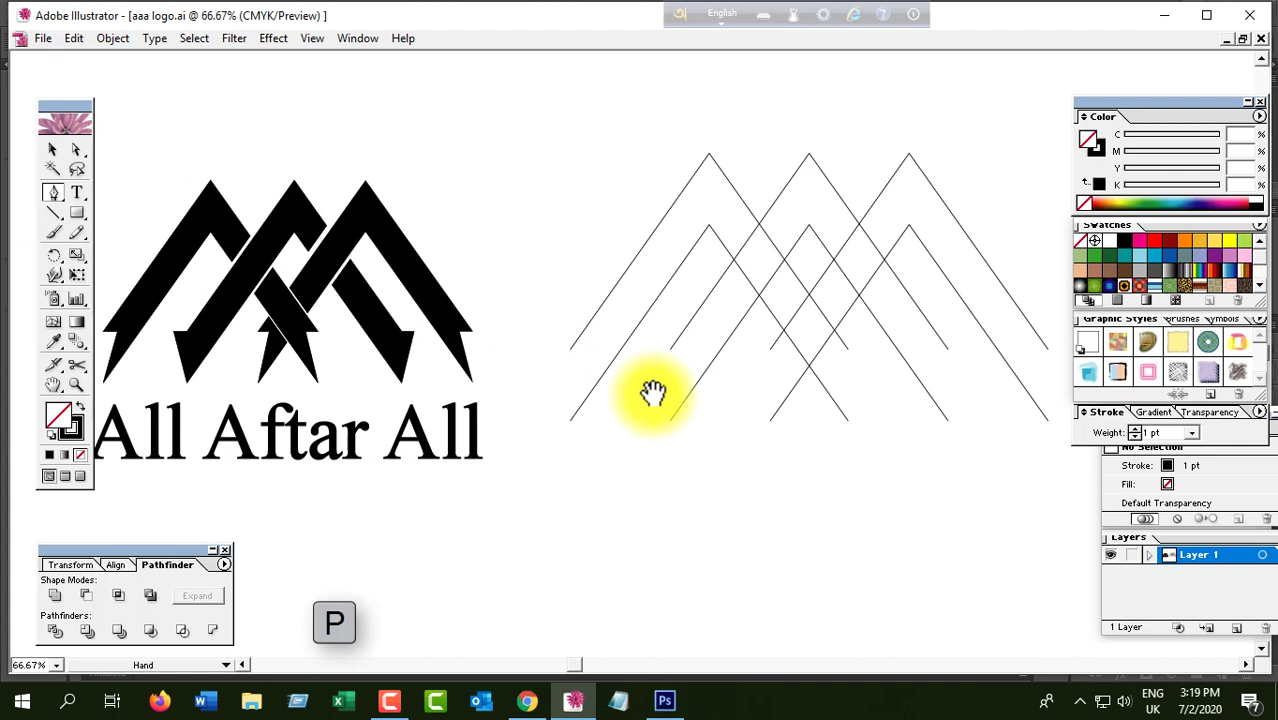 Adobe Illustrator - [aaa logo.ai @ 66.67% (CMYK/Preview) ]
English
File Edit Object Type Select Filter Effect View Window Help
Color
C %
M %
Y %
K %
Swatches
Graphic Styles Brushes Symbols
Stroke Gradient Transparency
Weight: 1 pt
No Selection
Stroke: 1 pt
Fill:
Default Transparency
Layers
Layer 1
1 Layer
All Aftar All
Transform Align Pathfinder
Shape Modes:
Expand
Pathfinders:
P
66.67% Hand
ENG
UK
3:19 PM
7/2/2020
7